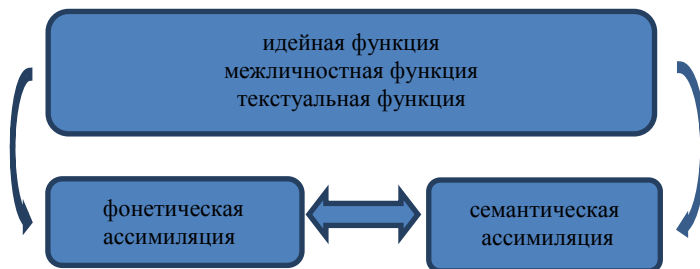 идейная функция
межличностная функция
текстуальная функция
фонетическая
ассимиляция
семантическая
ассимиляция